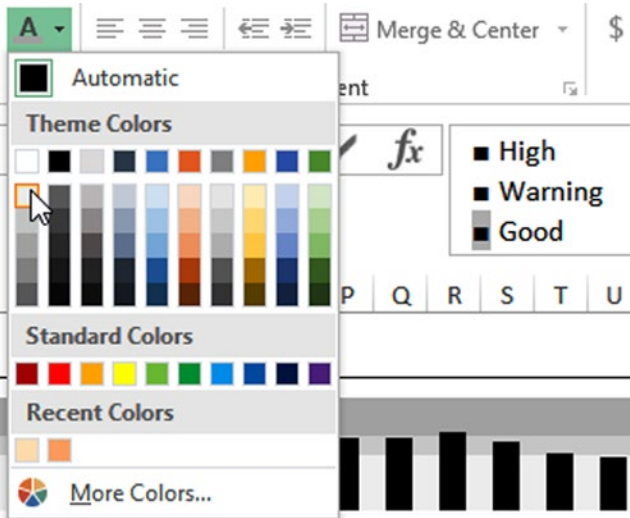 A
Merge & Center
$
Automatic
ent
Theme Colors
fx
■ High
■ Warning
■ Good
P Q R S T U
Standard Colors
Recent Colors
More Colors...